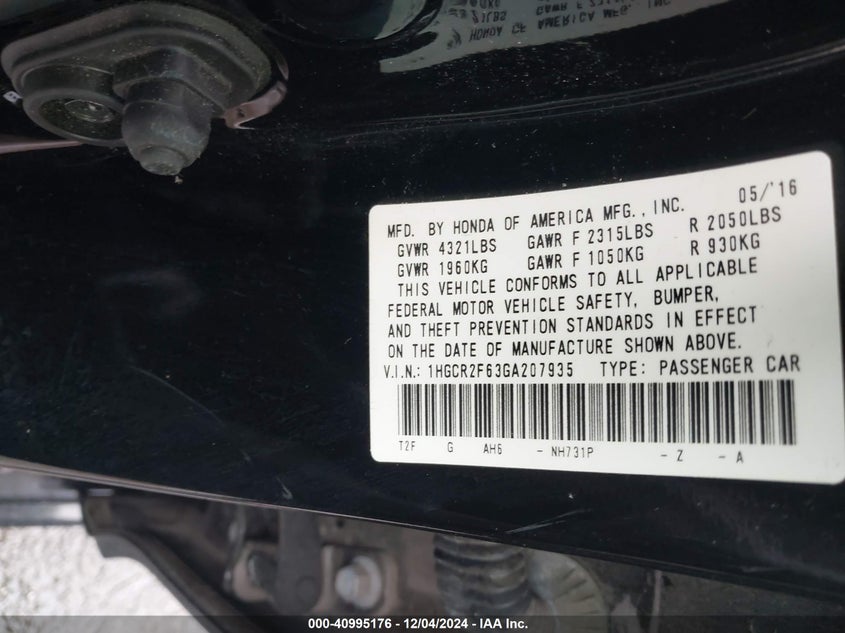 05/'16
MFD. BY HONDA OF AMERICA MFG., INC.
GVWR 4321LBS GAWR F 2315LBS R 2050LBS
GVWR 1960KG GAWR F 1050KG R 930KG
THIS VEHICLE CONFORMS TO ALL APPLICABLE
FEDERAL MOTOR VEHICLE SAFETY, BUMPER,
AND THEFT PREVENTION STANDARDS IN EFFECT
ON THE DATE OF MANUFACTURE SHOWN ABOVE.
V.I.N.: 1HGCR2F63GA207935 TYPE: PASSENGER CAR
T2F G AH6 - NH731P - Z - A
000-40995176 - 12/04/2024 - IAA Inc.